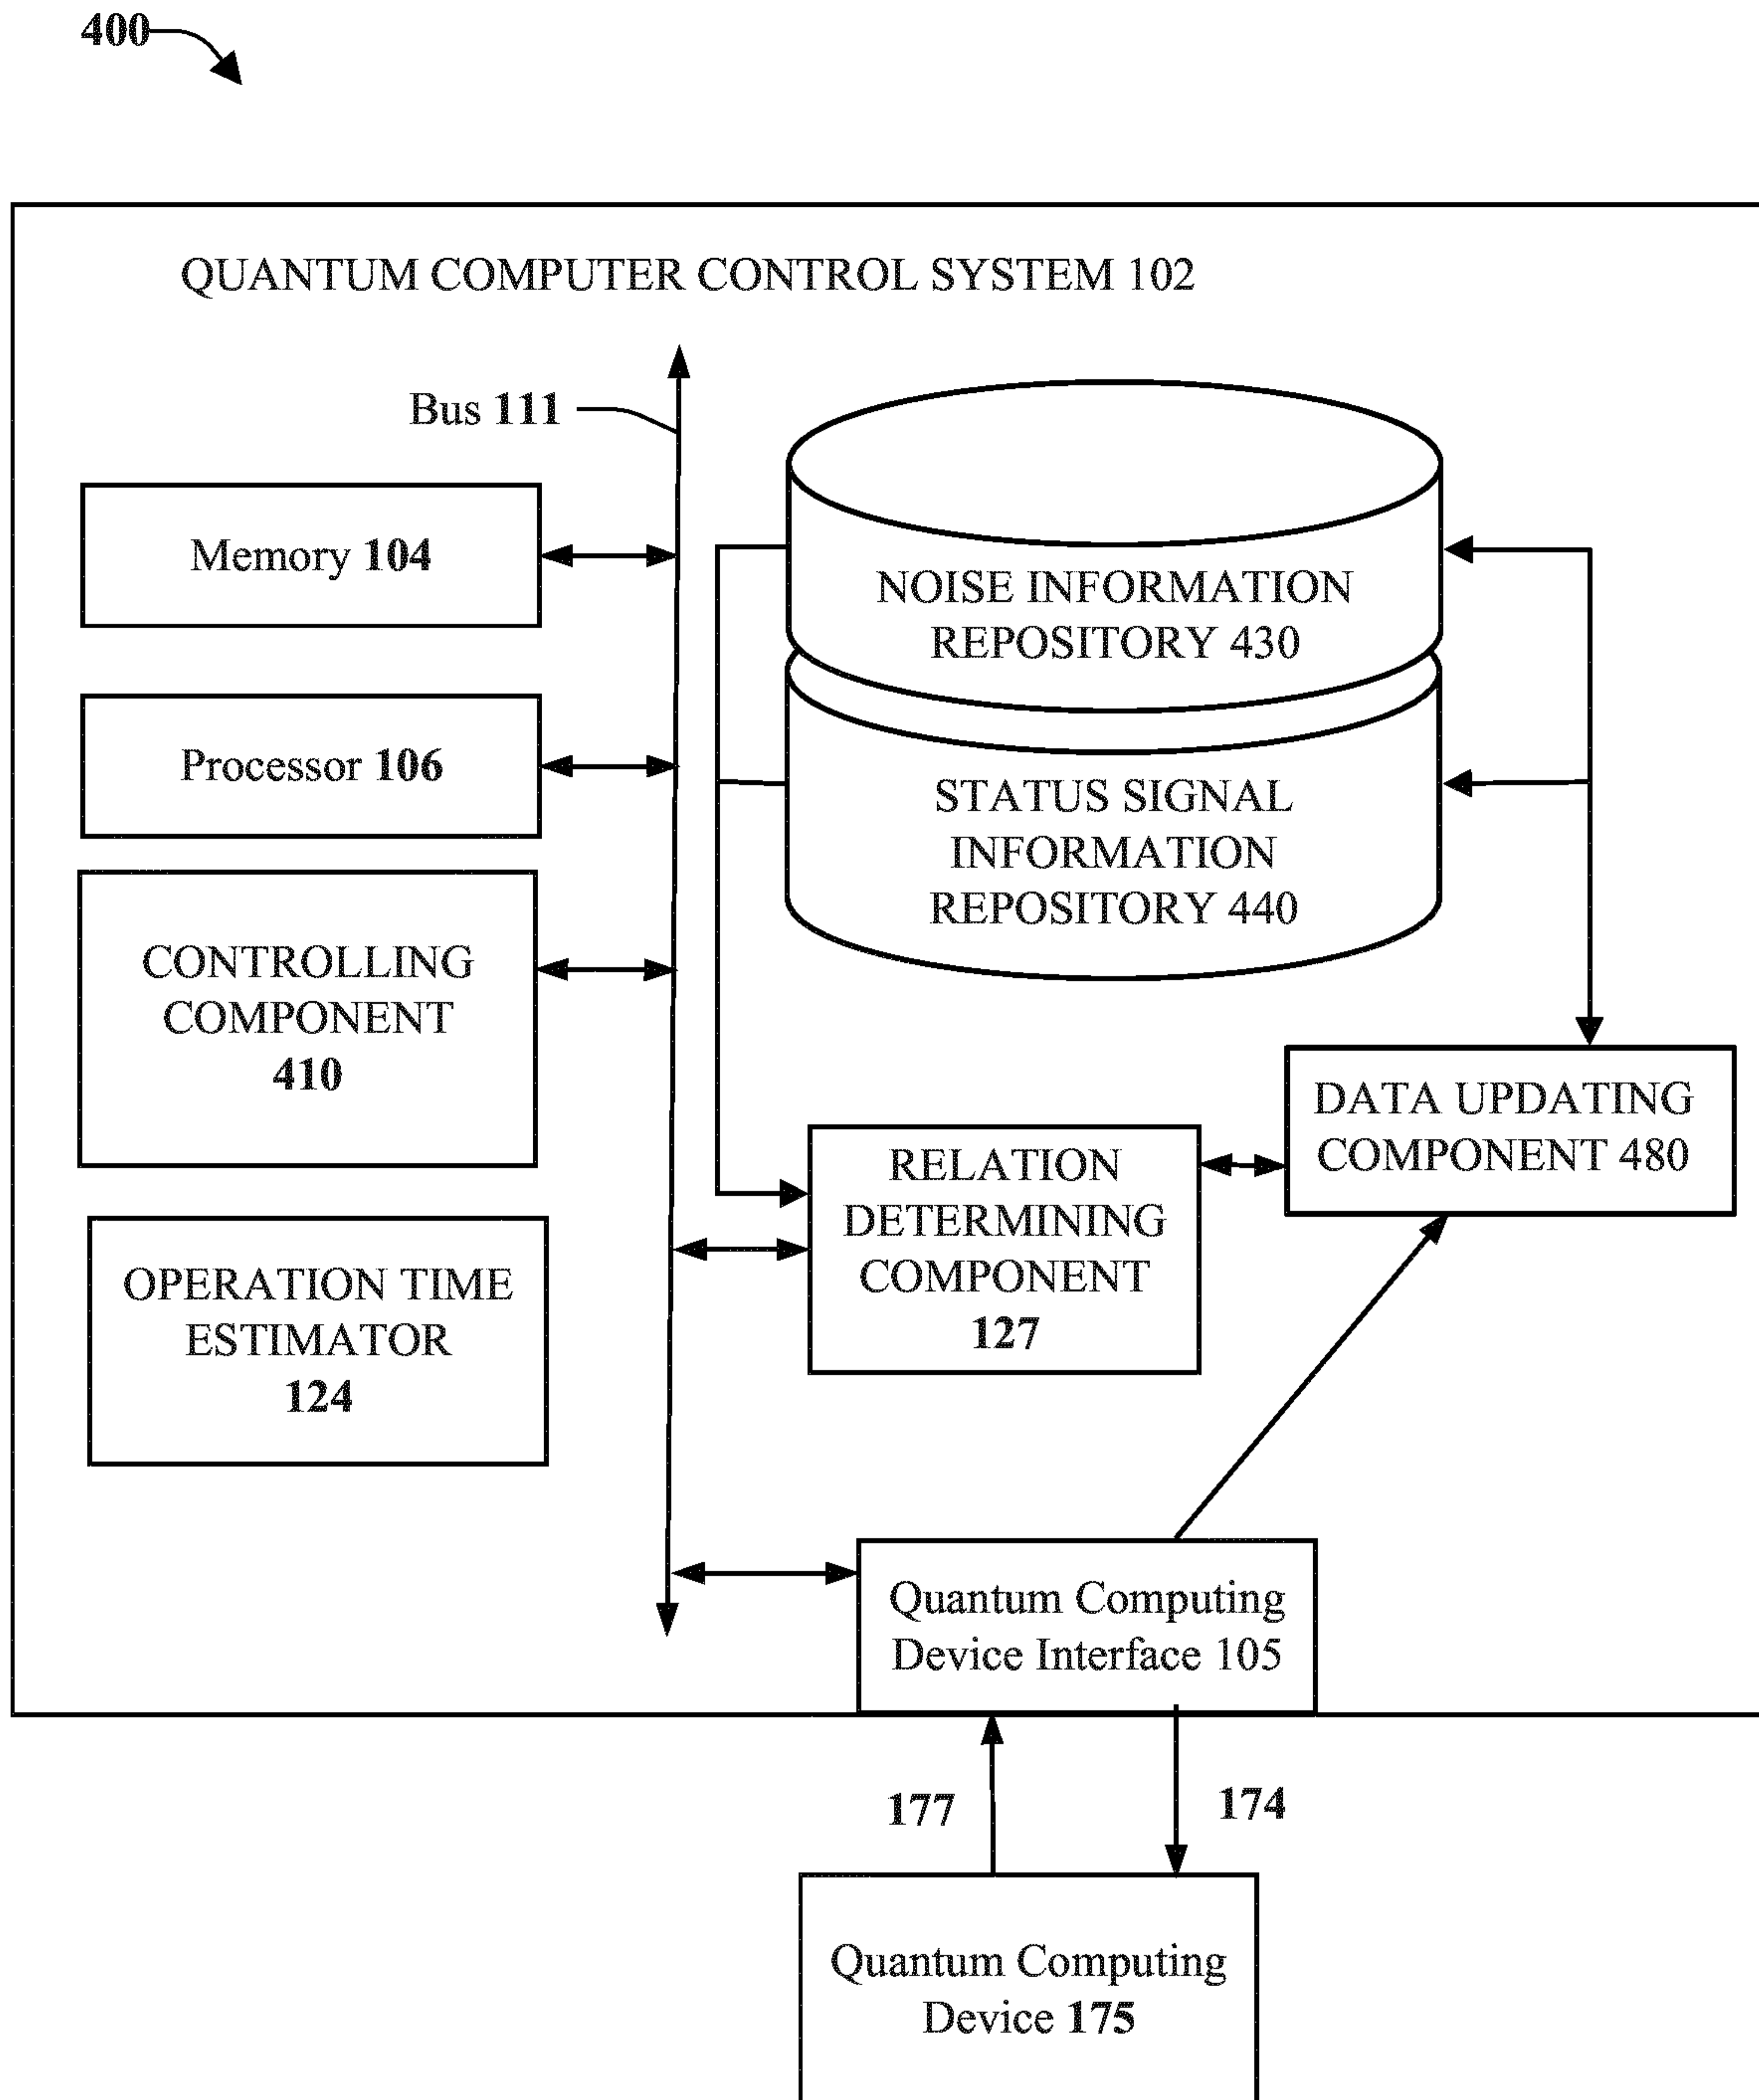 400
QUANTUM COMPUTER CONTROL SYSTEM 102
Bus 111
Memory 104
Processor 106
CONTROLLING
COMPONENT
410
OPERATION TIME
ESTIMATOR
124
NOISE INFORMATION
REPOSITORY 430
STATUS SIGNAL
INFORMATION
REPOSITORY 440
DATA UPDATING
COMPONENT 480
RELATION
DETERMINING
COMPONENT
127
Quantum Computing
Device Interface 105
177
174
Quantum Computing
Device 175